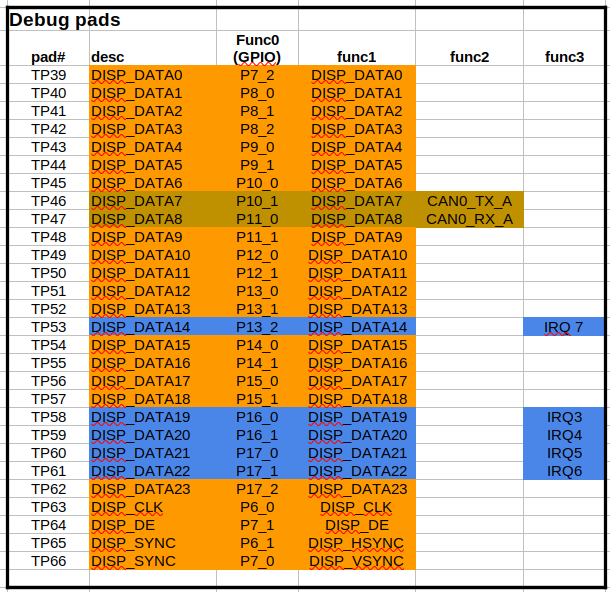 Debug pads
Func0
pad# desc (GPIO) func1 func2 func3
TP39 DISP_DATA0 P7_2 DISP_DATA0
TP40 DISP_DATA1 P8_0 DISP_DATA1
TP41 DISP_DATA2 P8_1 DISP_DATA2
TP42 DISP_DATA3 P8_2 DISP_DATA3
TP43 DISP_DATA4 P9_0 DISP_DATA4
TP44 DISP_DATA5 P9_1 DISP_DATA5
TP45 DISP_DATA6 P10_0 DISP_DATA6
TP46 DISP_DATA7 P10_1 DISP_DATA7 CAN0_TX_A
TP47 DISP_DATA8 P11_0 DISP_DATA8 CAN0_RX_A
TP48 DISP_DATA9 P11_1 DISP_DATA9
TP49 DISP_DATA10 P12_0 DISP_DATA10
TP50 DISP_DATA11 P12_1 DISP_DATA11
TP51 DISP_DATA12 P13_0 DISP_DATA12
TP52 DISP_DATA13 P13_1 DISP_DATA13
TP53 DISP_DATA14 P13_2 DISP_DATA14 IRQ 7
TP54 DISP_DATA15 P14_0 DISP_DATA15
TP55 DISP_DATA16 P14_1 DISP_DATA16
TP56 DISP_DATA17 P15_0 DISP_DATA17
TP57 DISP_DATA18 P15_1 DISP_DATA18
TP58 DISP_DATA19 P16_0 DISP_DATA19 IRQ3
TP59 DISP_DATA20 P16_1 DISP_DATA20 IRQ4
TP60 DISP_DATA21 P17_0 DISP_DATA21 IRQ5
TP61 DISP_DATA22 P17_1 DISP_DATA22 IRQ6
TP62 DISP_DATA23 P17_2 DISP_DATA23
TP63 DISP_CLK P6_0 DISP_CLK
TP64 DISP_DE P7_1 DISP_DE
TP65 DISP_SYNC P6_1 DISP_HSYNC
TP66 DISP_SYNC P7_0 DISP_VSYNC